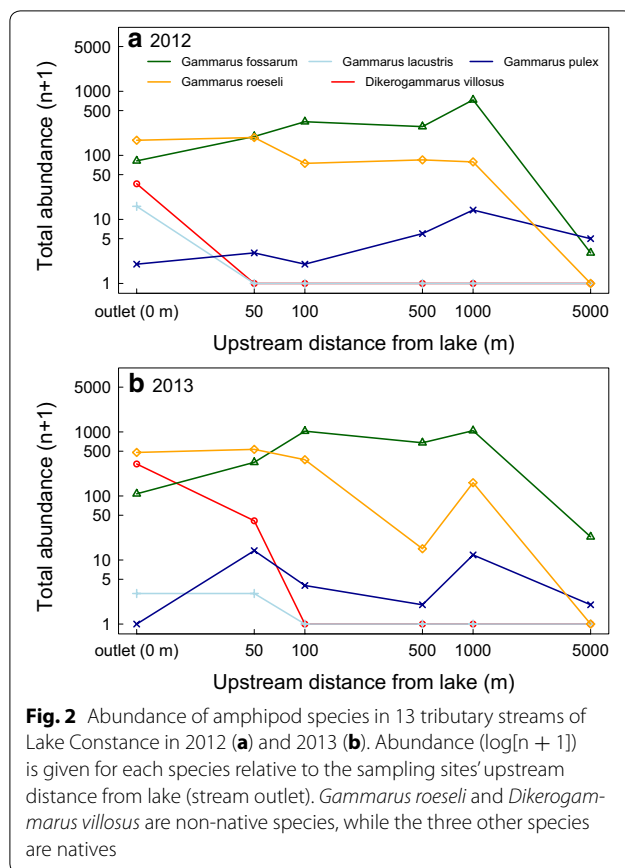 a 2012
Gammarus fossarum Gammarus lacustris Gammarus pulex
Gammarus roeseli Dikerogammarus villosus
Total abundance (n+1)
5000
1000
500
100
50
10
5
1
outlet (0 m) 50 100 500 1000 5000
Upstream distance from lake (m)
b 2013
Total abundance (n+1)
5000
1000
500
100
50
10
5
1
outlet (0 m) 50 100 500 1000 5000
Upstream distance from lake (m)
Fig. 2 Abundance of amphipod species in 13 tributary streams of
Lake Constance in 2012 (a) and 2013 (b). Abundance (log[n + 1])
is given for each species relative to the sampling sites' upstream
distance from lake (stream outlet). Gammarus roeseli and Dikerogam-
marus villosus are non-native species, while the three other species
are natives